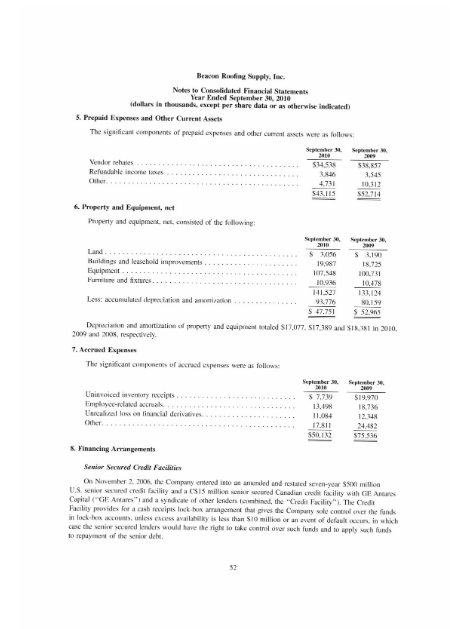 Beacon Roofing Supply, Inc.
Notes to Consolidated Financial Statements
Year Ended September 30, 2010
(dollars in thousands, except per share data or as otherwise indicated)
5. Prepaid Expenses and Other Current Assets
The significant components of prepaid expenses and other current assets were as follows:
September 30, 2010 September 30, 2009
Vendor rebates $34,538 $38,857
Refundable income taxes 3,846 3,545
Other 4,731 10,312
$43,115 $52,714
6. Property and Equipment, net
Property and equipment, net, consisted of the following:
September 30, 2010 September 30, 2009
Land $ 3,056 $ 3,190
Buildings and leasehold improvements 19,987 18,725
Equipment 107,548 100,731
Furniture and fixtures 10,936 10,478
141,527 133,124
Less: accumulated depreciation and amortization 93,776 80,159
$ 47,751 $ 52,965
Depreciation and amortization of property and equipment totaled $17,077, $17,389 and $18,381 in 2010,
2009 and 2008, respectively.
7. Accrued Expenses
The significant components of accrued expenses were as follows:
September 30, 2010 September 30, 2009
Uninvoiced inventory receipts $ 7,739 $19,970
Employee-related accruals 13,498 18,736
Unrealized loss on financial derivatives 11,084 12,348
Other 17,811 24,482
$50,132 $75,536
8. Financing Arrangements
Senior Secured Credit Facilities
On November 2, 2006, the Company entered into an amended and restated seven-year $500 million
U.S. senior secured credit facility and a C$15 million senior secured Canadian credit facility with GE Antares
Capital ("GE Antares") and a syndicate of other lenders (combined, the "Credit Facility"). The Credit
Facility provides for a cash receipts lock-box arrangement that gives the Company sole control over the funds
in lock-box accounts, unless excess availability is less than $10 million or an event of default occurs, in which
case the senior secured lenders would have the right to take control over such funds and to apply such funds
to repayment of the senior debt.
52